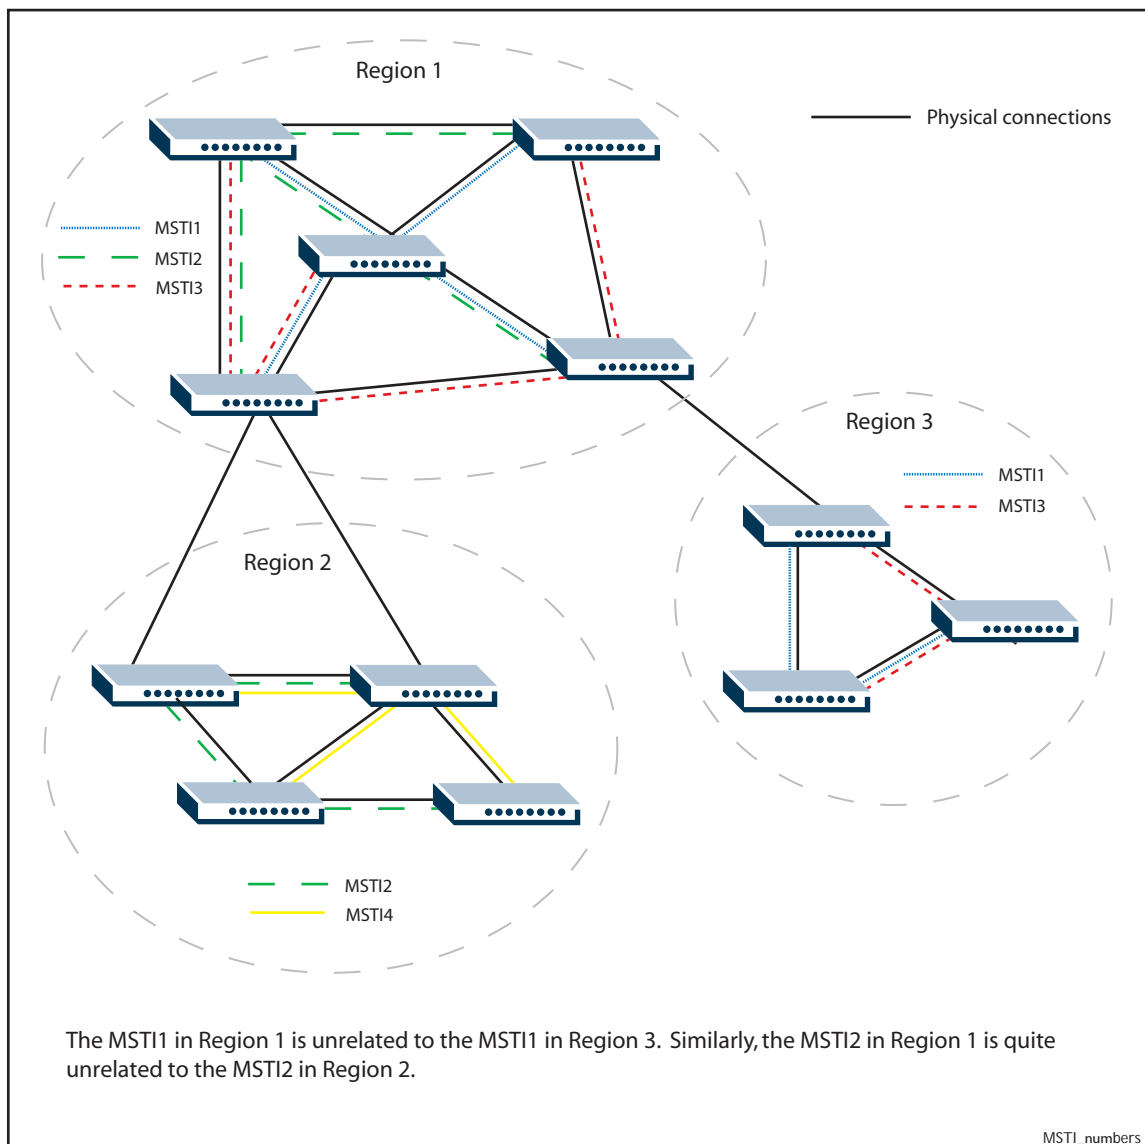 Region 1
Physical connections
MSTI1
MSTI2
MSTI3
Region 3
MSTI1
MSTI3
Region 2
MSTI2
MSTI4
The MSTI1 in Region 1 is unrelated to the MSTI1 in Region 3. Similarly, the MSTI2 in Region 1 is quite
unrelated to the MSTI2 in Region 2.
MSTI_numbers